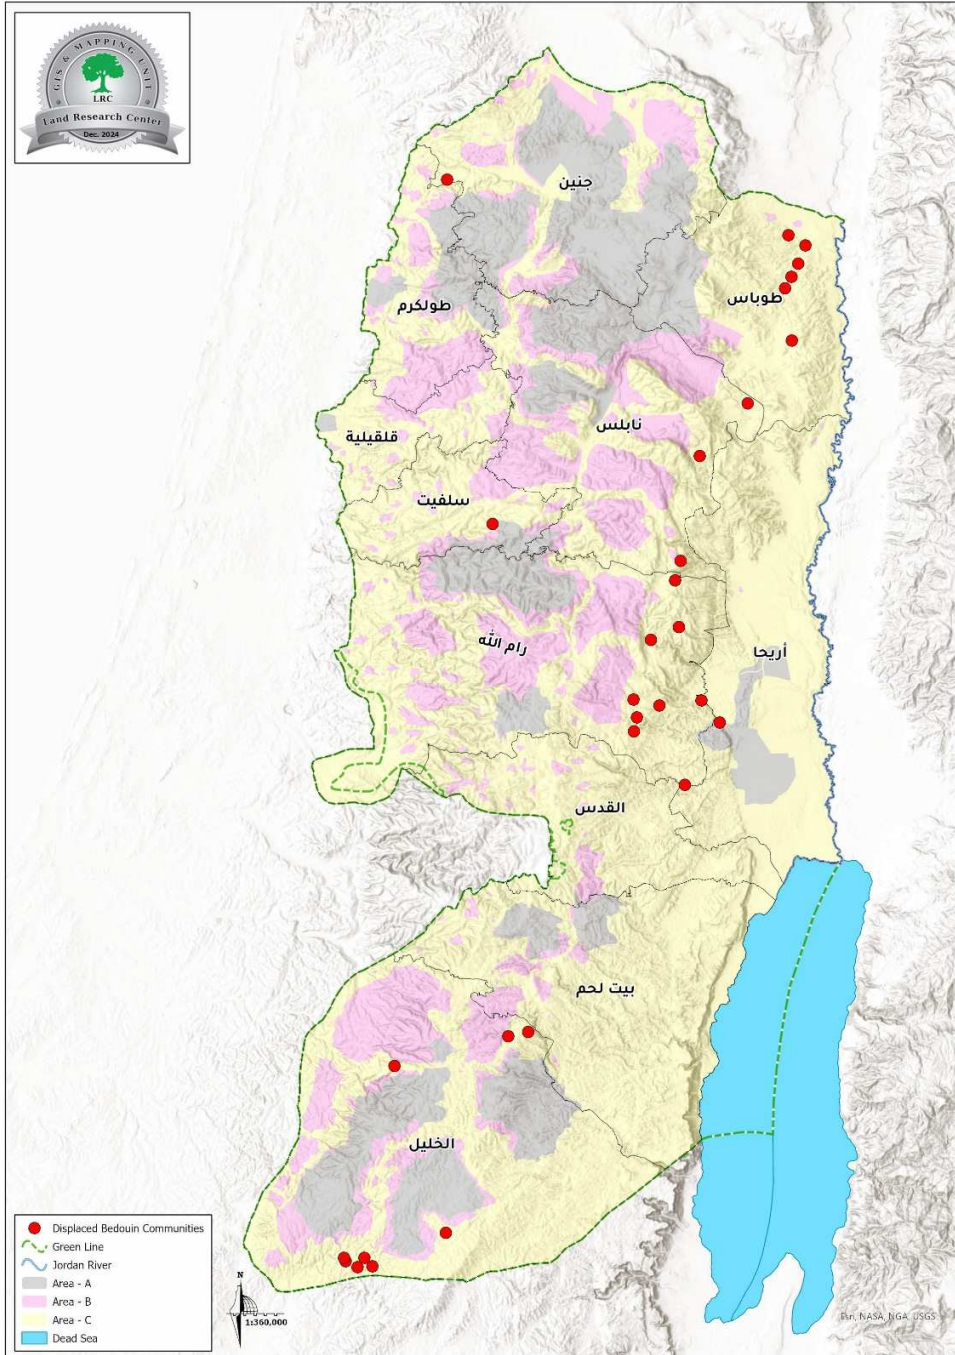 GIS & MAPPING UNIT
LRC
Land Research Center
Dec. 2024
جنين
طوباس
طولكرم
نابلس
قلقيلية
سلفيت
رام الله
أريحا
القدس
بيت لحم
الخليل
Displaced Bedouin Communities
Green Line
Jordan River
Area - A
Area - B
Area - C
Dead Sea
N
1:360,000
Esri, NASA, NGA, USGS